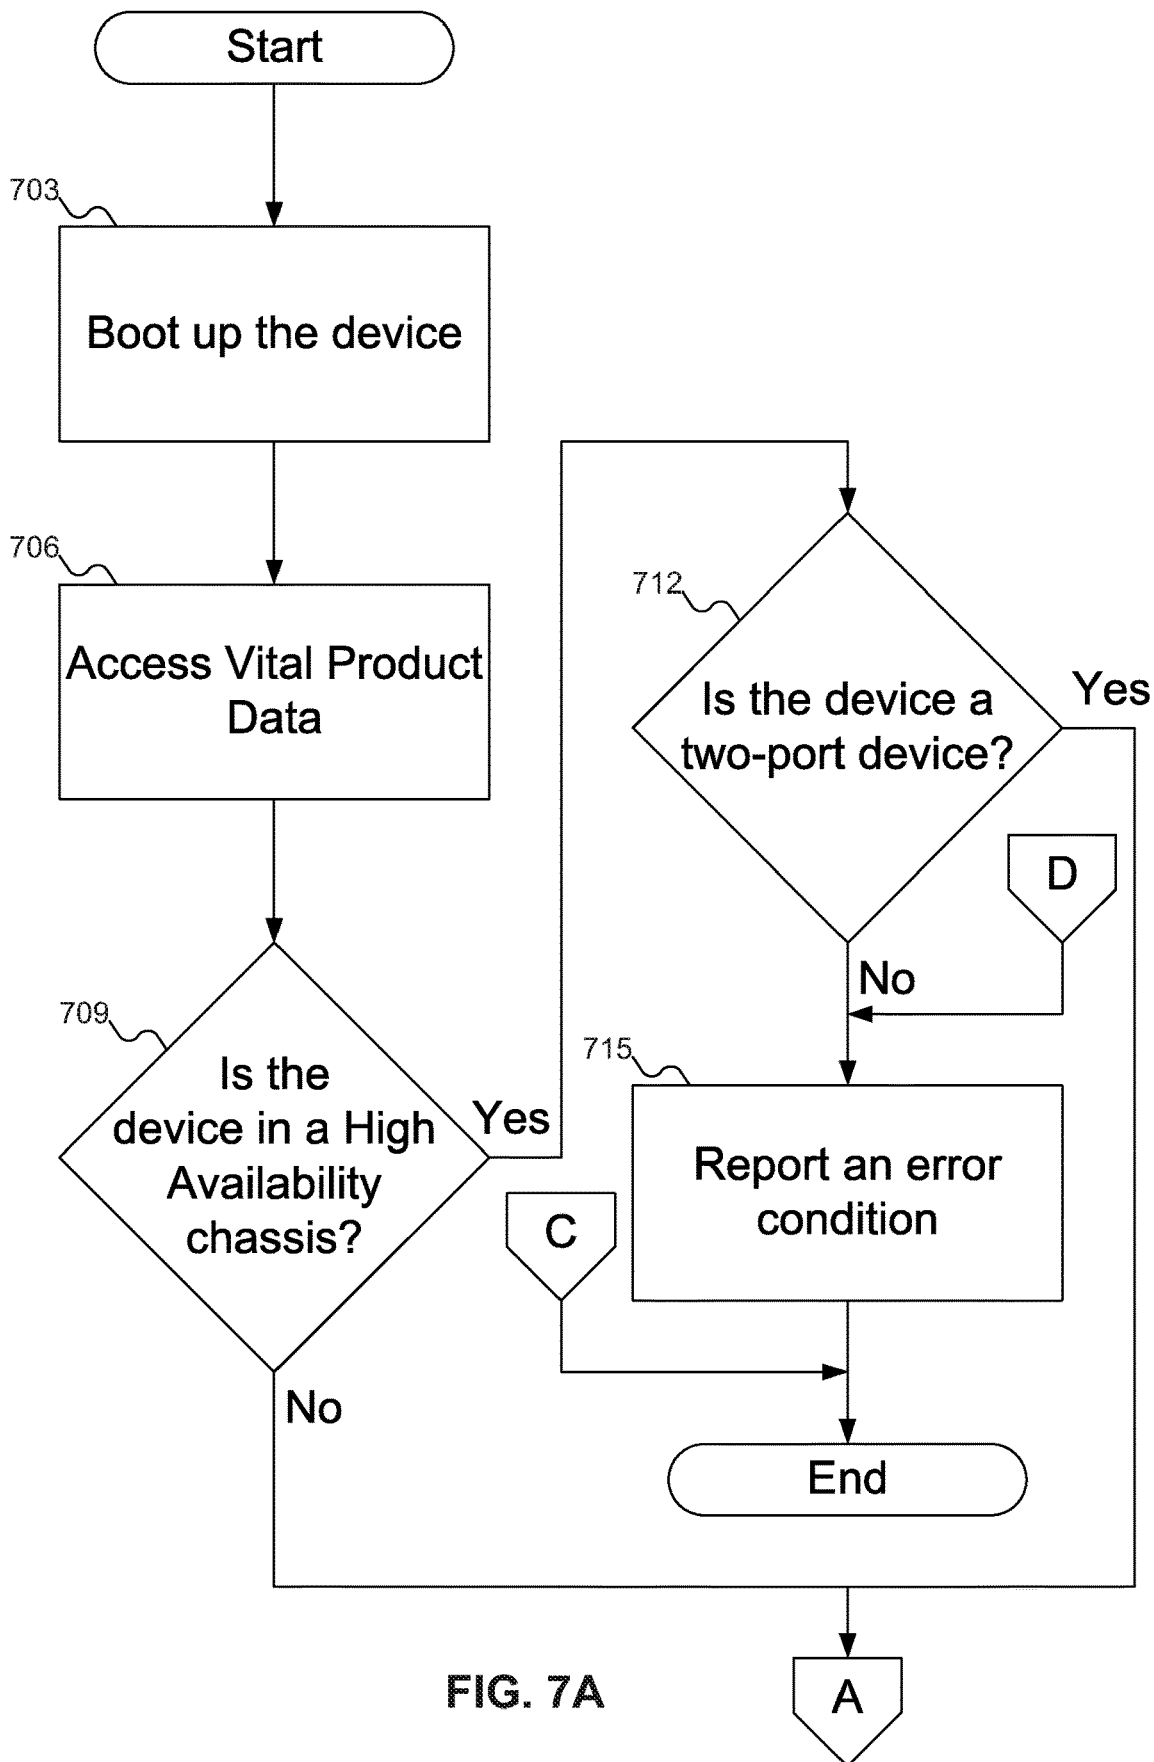 Start
703
Boot up the device
706
Access Vital Product
Data
709
Is the
device in a High
Availability
chassis?
Yes
No
712
Is the device a
two-port device?
Yes
No
D
715
Report an error
condition
C
End
A
FIG. 7A